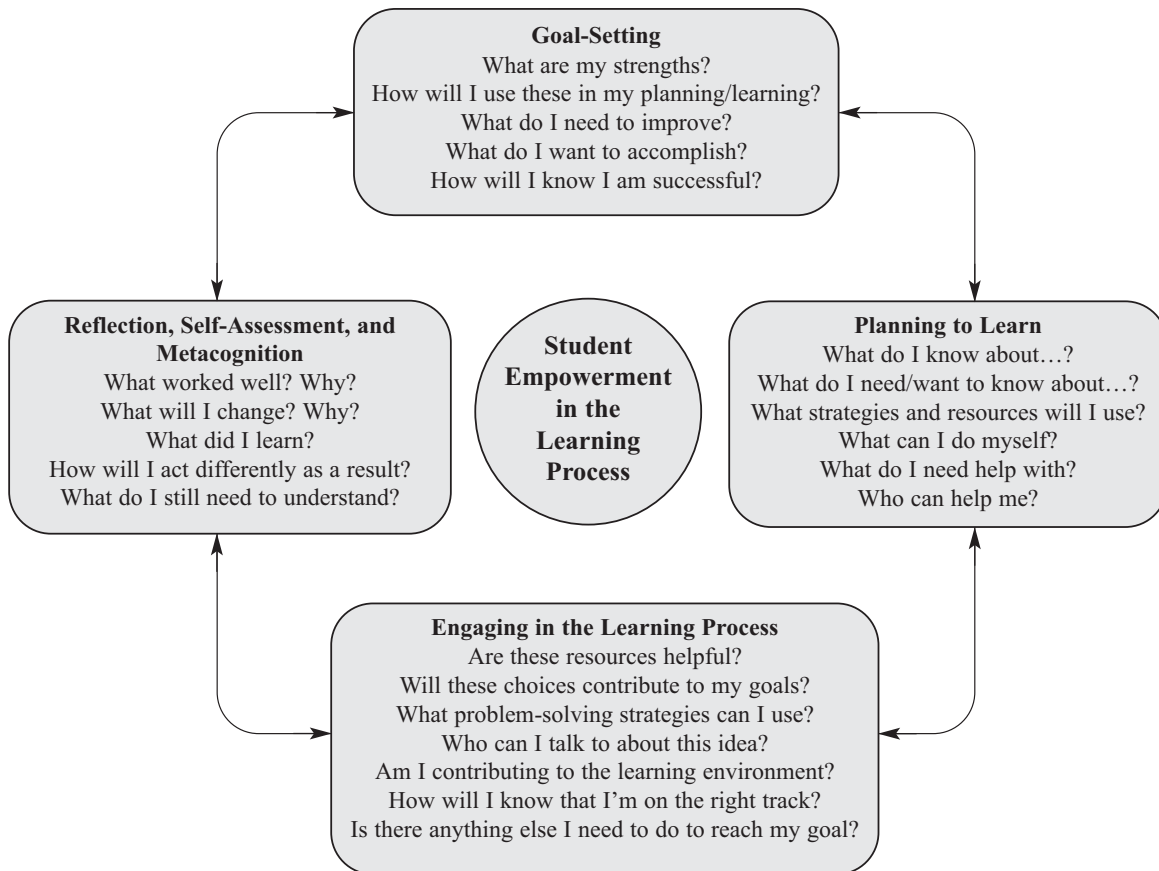 Goal-Setting
What are my strengths?
How will I use these in my planning/learning?
What do I need to improve?
What do I want to accomplish?
How will I know I am successful?
Reflection, Self-Assessment, and
Metacognition
What worked well? Why?
What will I change? Why?
What did I learn?
How will I act differently as a result?
What do I still need to understand?
Student
Empowerment
in the
Learning
Process
Planning to Learn
What do I know about…?
What do I need/want to know about…?
What strategies and resources will I use?
What can I do myself?
What do I need help with?
Who can help me?
Engaging in the Learning Process
Are these resources helpful?
Will these choices contribute to my goals?
What problem-solving strategies can I use?
Who can I talk to about this idea?
Am I contributing to the learning environment?
How will I know that I’m on the right track?
Is there anything else I need to do to reach my goal?